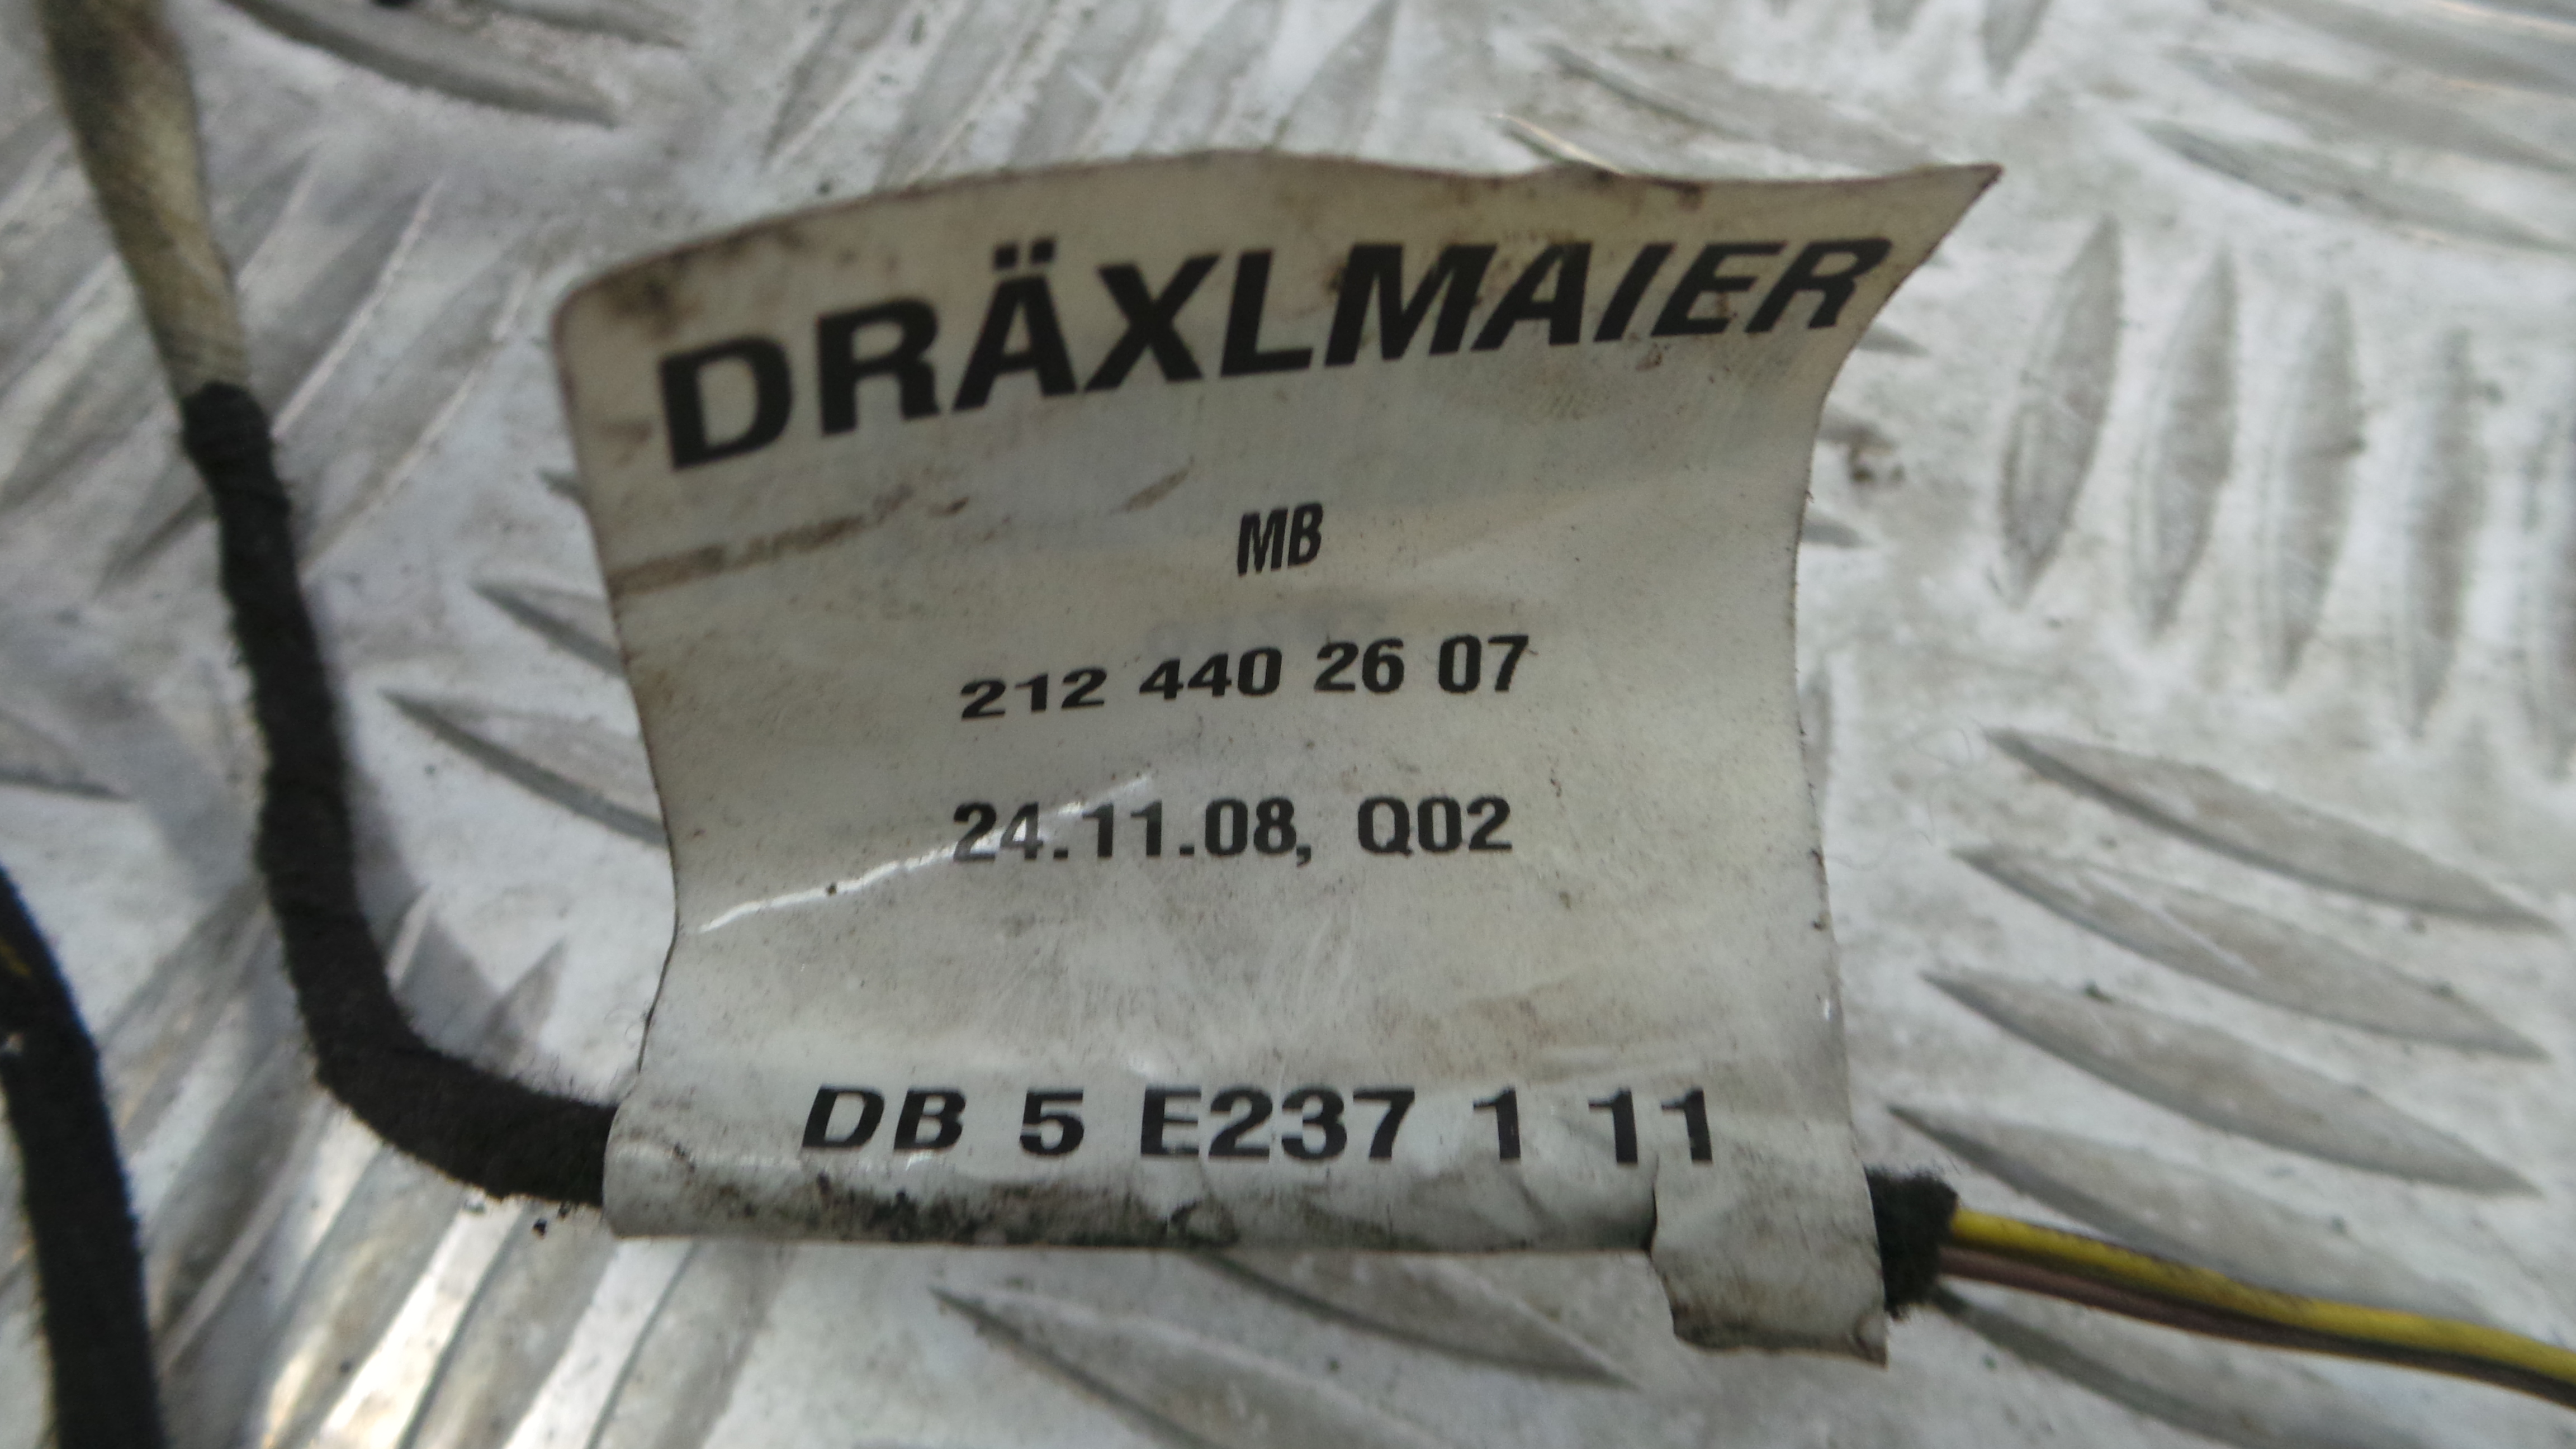 DRÄXLMAIER
MB
212 440 26 07
24.11.08, Q02
DB 5 E237 1 11